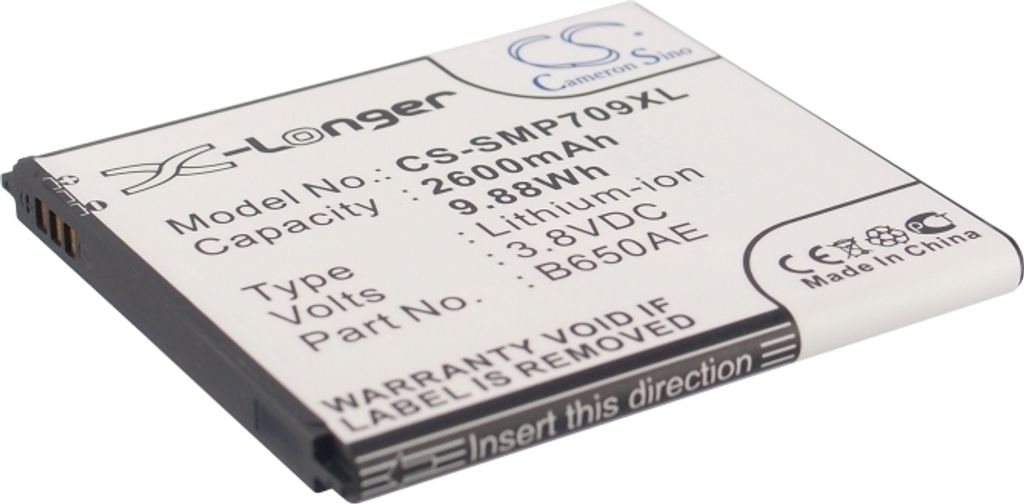 X-Longer
CS
Cameron Sino
Model No.: CS-SMP709XL
Capacity : 2600mAh
9.88Wh
Type : Lithium-ion
Volts : 3.8VDC
Part No. : B650AE
CE PC
Made In China
WARRANTY VOID IF
LABEL IS REMOVED
Insert this direction